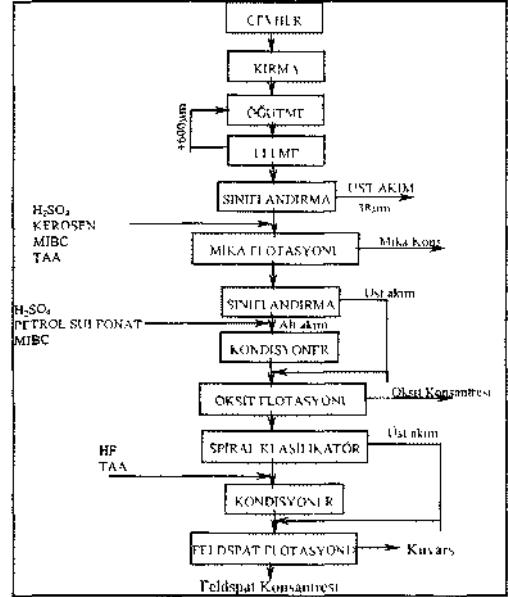 CEVHER
KIRMA
ÖĞÜTME
+600µm
ELEME
SINIFLANDIRMA
ÜST AKIM
38µm
H₂SO₄
KEROSEN
MIBC
TAA
MİKA FLOTASYONU
Mika Kons
SINIFLANDIRMA
Üst akım
Alt akım
H₂SO₄
PETROL SULFONAT
MIBC
KONDİSYONER
OKSİT FLOTASYONU
Oksit Konsantresi
SPİRAL KLASİFİKATÖR
Üst akım
HF
TAA
KONDİSYONER
FELDSPAT FLOTASYONU
Kuvars
Feldspat Konsantresi